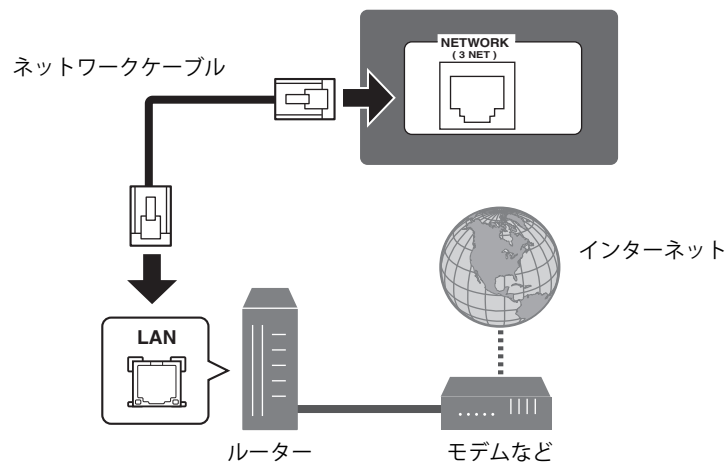 NETWORK
( 3 NET )
ネットワークケーブル
インターネット
LAN
ルーター
モデムなど